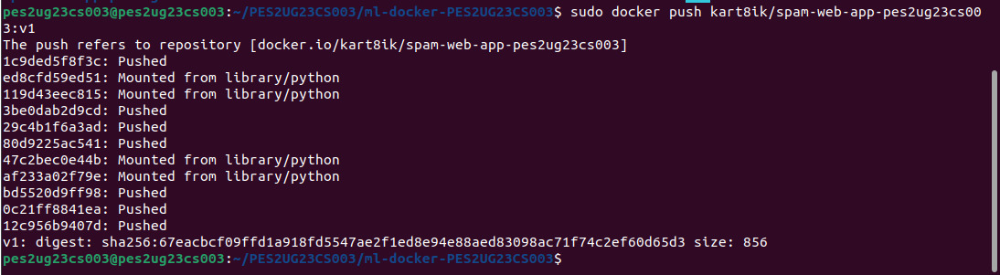 pes2ug23cs003@pes2ug23cs003:~/PES2UG23CS003/ml-docker-PES2UG23CS003$ sudo docker push kart8ik/spam-web-app-pes2ug23cs00
3:v1
The push refers to repository [docker.io/kart8ik/spam-web-app-pes2ug23cs003]
1c9ded5f8f3c: Pushed
ed8cfd59ed51: Mounted from library/python
119d43eec815: Mounted from library/python
3be0dab2d9cd: Pushed
29c4b1f6a3ad: Pushed
80d9225ac541: Pushed
47c2bec0e44b: Mounted from library/python
af233a02f79e: Mounted from library/python
bd5520d9ff98: Pushed
0c21ff8841ea: Pushed
12c956b9407d: Pushed
v1: digest: sha256:67eacbcf09ffd1a918fd5547ae2f1ed8e94e88aed83098ac71f74c2ef60d65d3 size: 856
pes2ug23cs003@pes2ug23cs003:~/PES2UG23CS003/ml-docker-PES2UG23CS003$